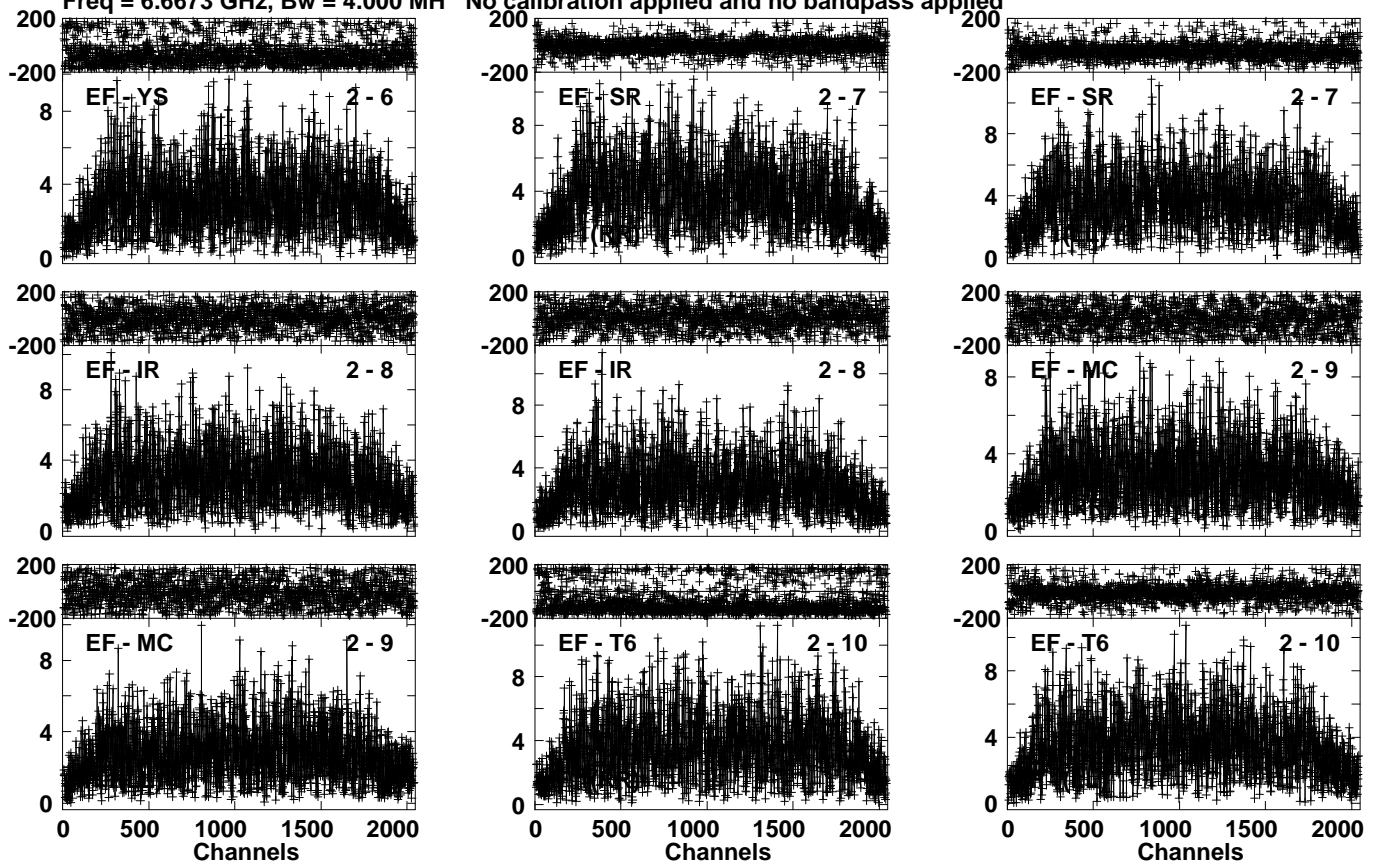 Freq = 6.6673 GHz, Bw = 4.000 MH No calibration applied and no bandpass applied
200 200 200
-200 -200 -200
EF - YS 2 - 6 EF - SR 2 - 7 EF - SR 2 - 7
8 8 8
4 4 4
0 0 0
200 200 200
-200 -200 -200
EF - IR 2 - 8 EF - IR 2 - 8 EF - MC 2 - 9
8 8 8
4 4 4
0 0 0
200 200 200
-200 -200 -200
EF - MC 2 - 9 EF - T6 2 - 10 EF - T6 2 - 10
8 8 8
4 4 4
0 0 0
0 500 1000 1500 2000 0 500 1000 1500 2000 0 500 1000 1500 2000
Channels Channels Channels